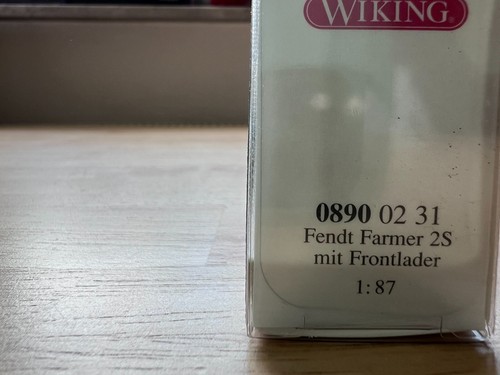 WIKING®
0890 02 31
Fendt Farmer 2S
mit Frontlader
1:87